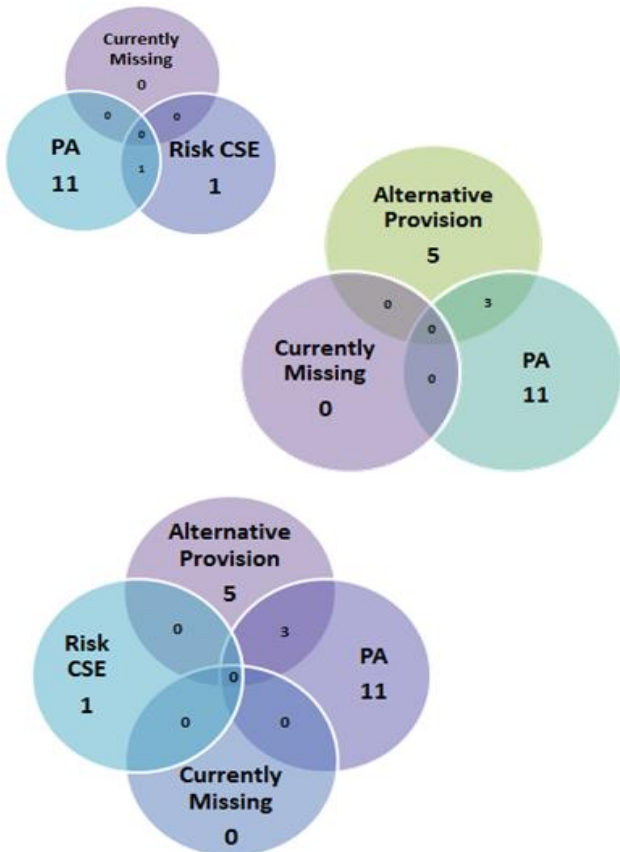 Currently
Missing
0
0
0
0
PA
11
1
Risk CSE
1
Alternative
Provision
5
0
3
0
Currently
Missing
0
0
PA
11
Alternative
Provision
5
0
3
Risk
CSE
1
0
PA
11
0
0
Currently
Missing
0